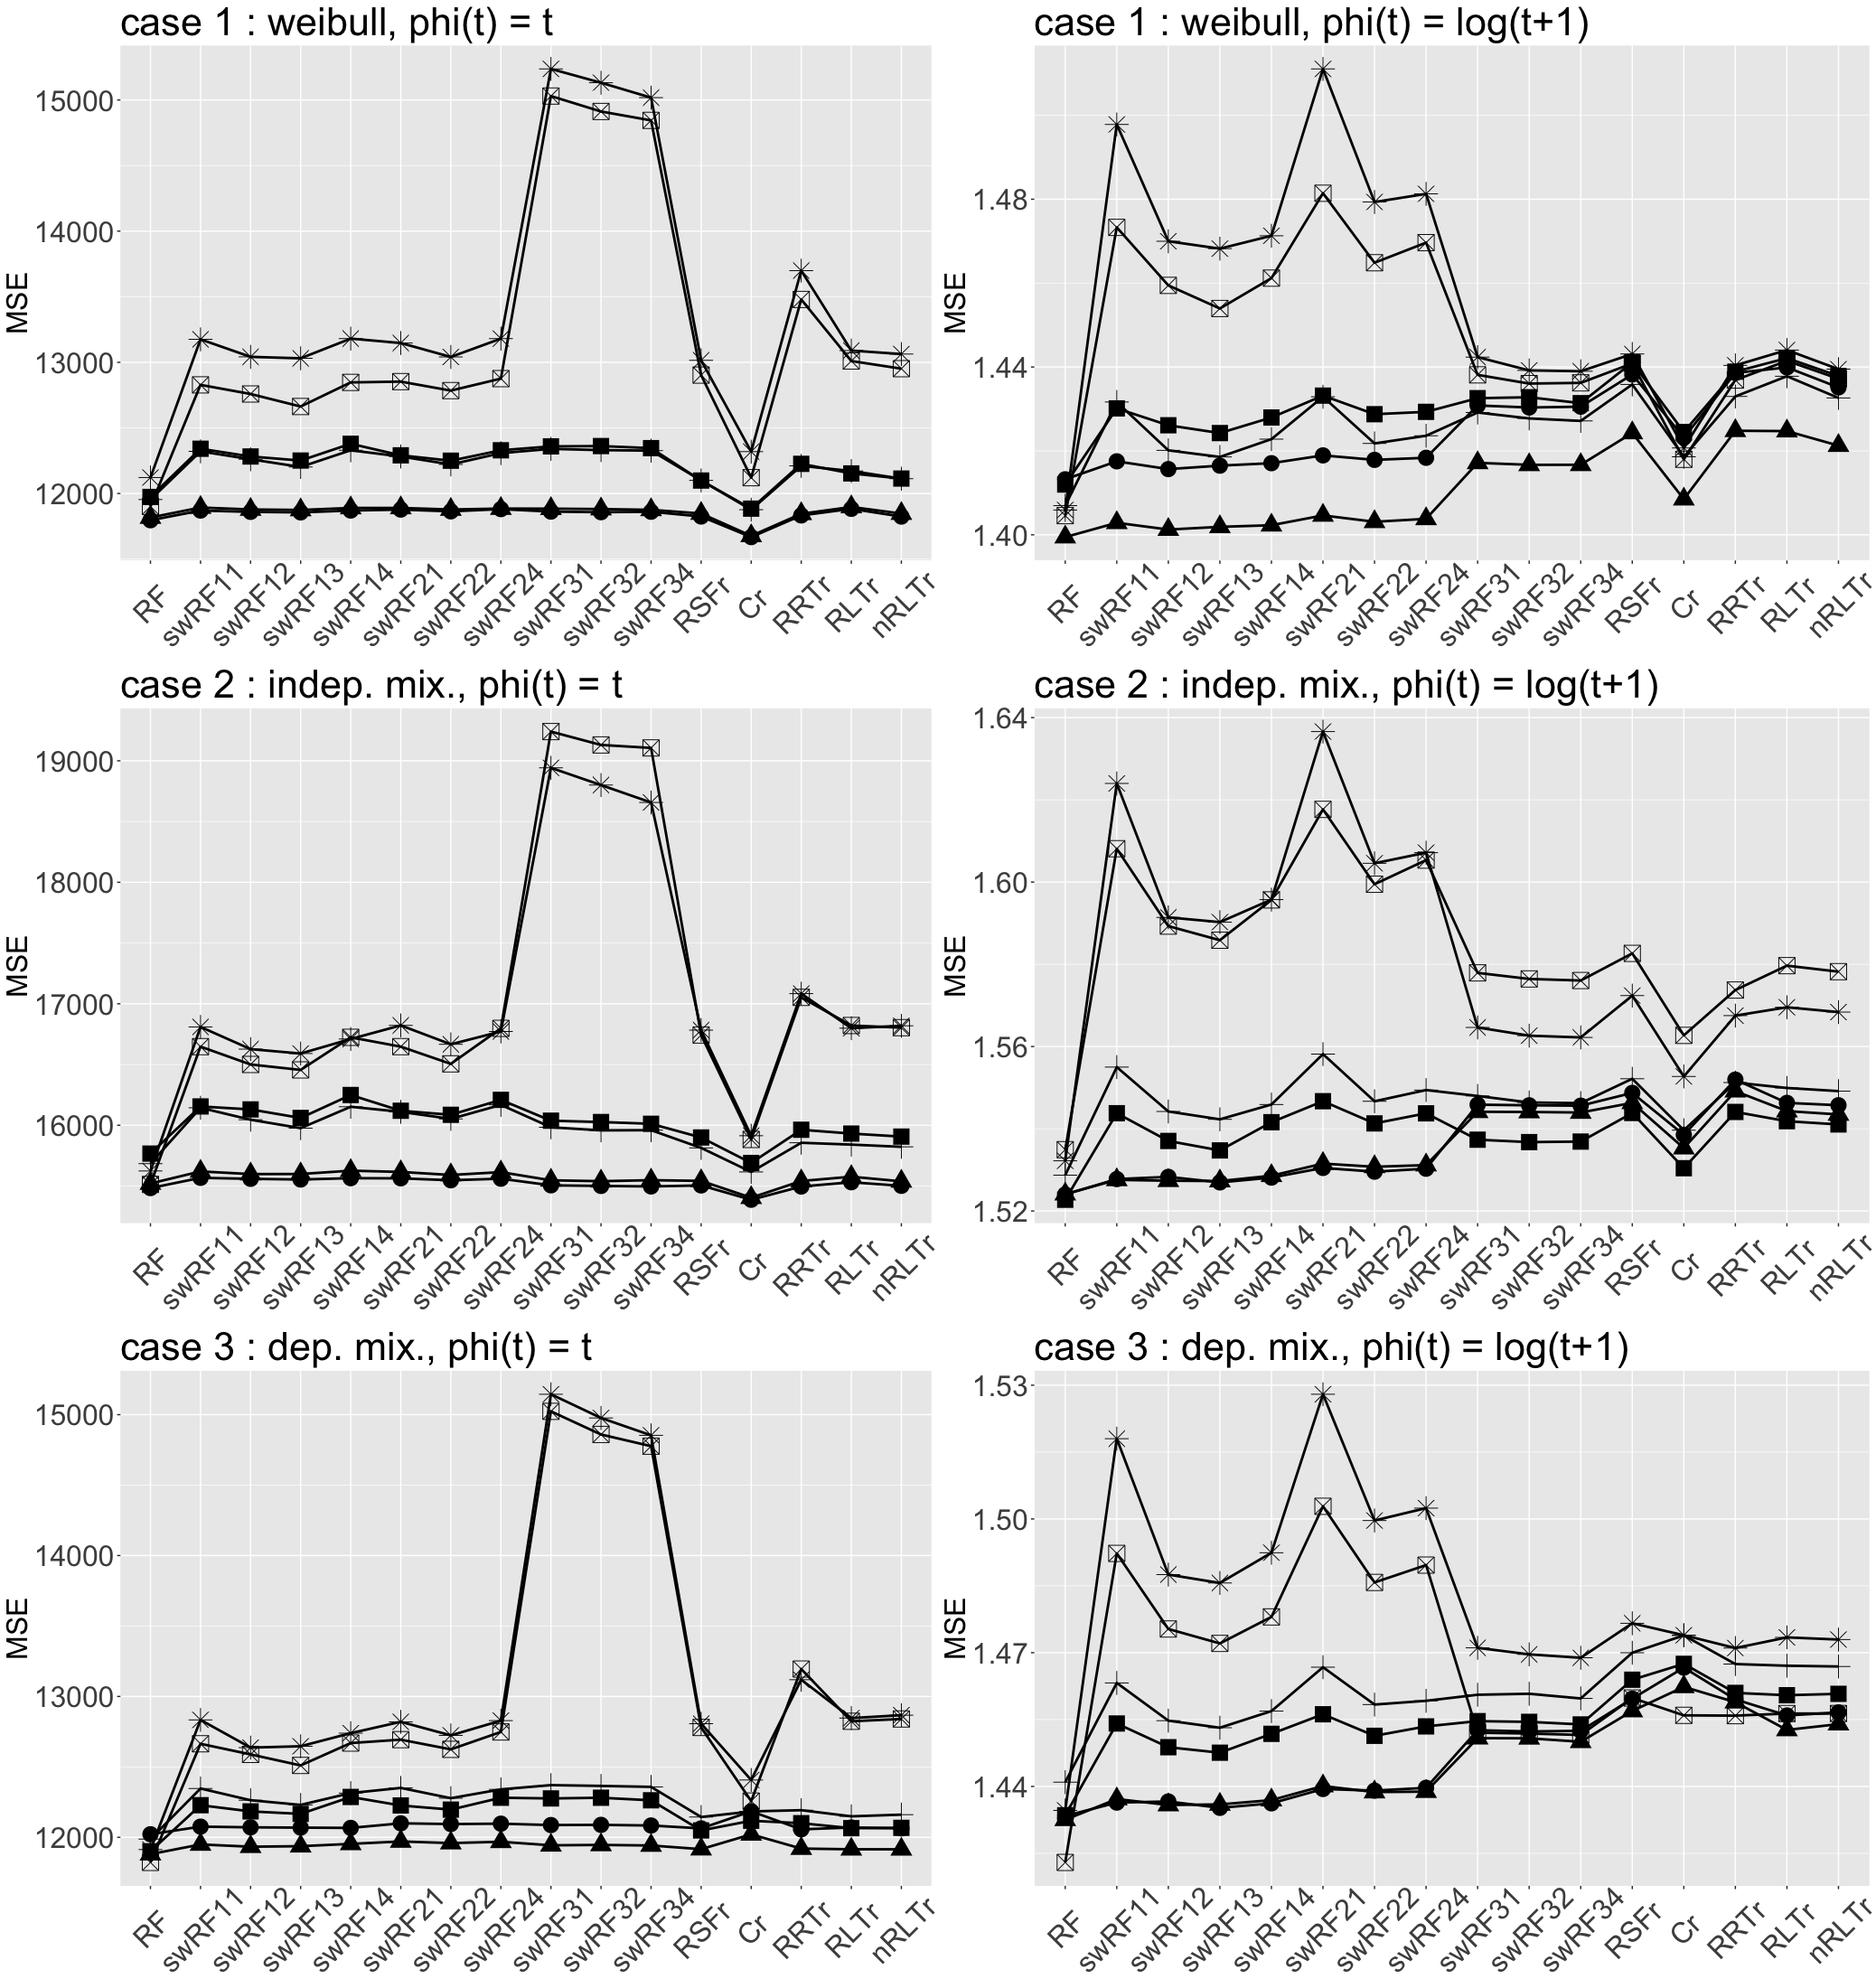 case 1 : weibull, phi(t) = t
MSE
15000
14000
13000
12000
RF swRF11 swRF12 swRF13 swRF14 swRF21 swRF22 swRF24 swRF31 swRF32 swRF34 RSFr Cr RRTr RLTr nRLTr
case 1 : weibull, phi(t) = log(t+1)
MSE
1.48
1.44
1.40
RF swRF11 swRF12 swRF13 swRF14 swRF21 swRF22 swRF24 swRF31 swRF32 swRF34 RSFr Cr RRTr RLTr nRLTr
case 2 : indep. mix., phi(t) = t
MSE
19000
18000
17000
16000
RF swRF11 swRF12 swRF13 swRF14 swRF21 swRF22 swRF24 swRF31 swRF32 swRF34 RSFr Cr RRTr RLTr nRLTr
case 2 : indep. mix., phi(t) = log(t+1)
MSE
1.64
1.60
1.56
1.52
RF swRF11 swRF12 swRF13 swRF14 swRF21 swRF22 swRF24 swRF31 swRF32 swRF34 RSFr Cr RRTr RLTr nRLTr
case 3 : dep. mix., phi(t) = t
MSE
15000
14000
13000
12000
RF swRF11 swRF12 swRF13 swRF14 swRF21 swRF22 swRF24 swRF31 swRF32 swRF34 RSFr Cr RRTr RLTr nRLTr
case 3 : dep. mix., phi(t) = log(t+1)
MSE
1.53
1.50
1.47
1.44
RF swRF11 swRF12 swRF13 swRF14 swRF21 swRF22 swRF24 swRF31 swRF32 swRF34 RSFr Cr RRTr RLTr nRLTr